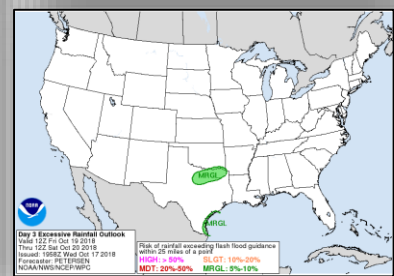 MRGL
MRGL
NOAA
Day 3 Excessive Rainfall Outlook
Valid 12Z Fri Oct 19 2018
Thru 12Z Sat Oct 20 2018
Issued: 1958Z Wed Oct 17 2018
Forecaster: PETERSEN
NOAA/NWS/NCEP/WPC
Risk of rainfall exceeding flash flood guidance
within 25 miles of a point
HIGH: > 50% SLGT: 10%-20%
MDT: 20%-50% MRGL: 5%-10%